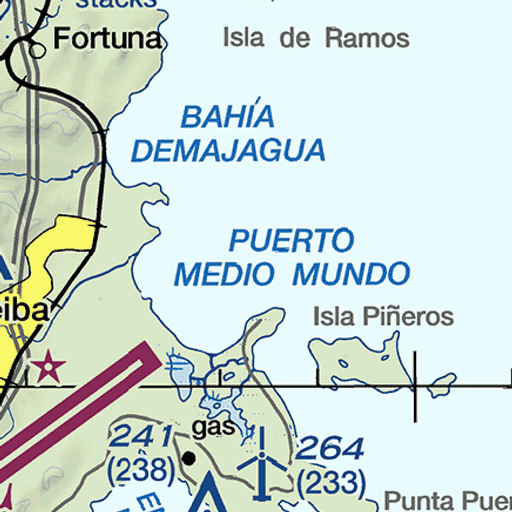 stacks
Fortuna
Isla de Ramos
BAHÍA
DEMAJAGUA
PUERTO
MEDIO MUNDO
eiba
Isla Piñeros
241
(238)
gas
264
(233)
Punta Puer